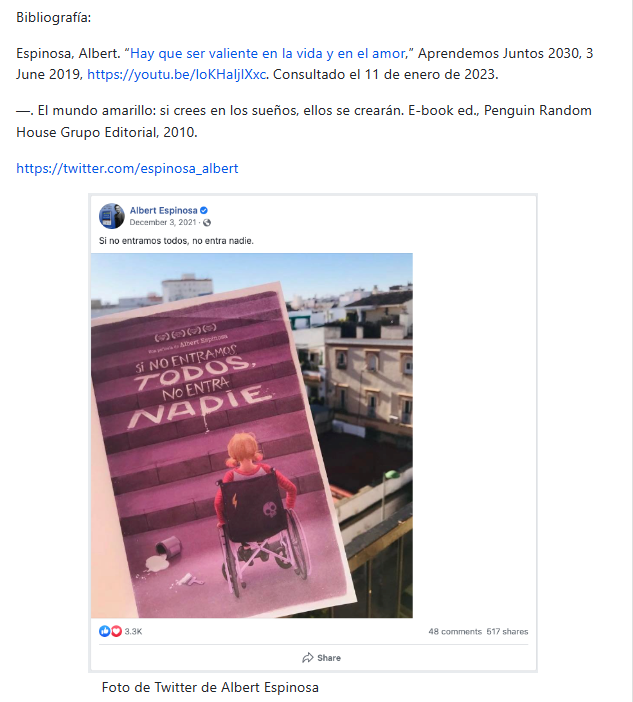 Bibliografía:
Espinosa, Albert. “Hay que ser valiente en la vida y en el amor,” Aprendemos Juntos 2030, 3
June 2019, https://youtu.be/loKHaljlXxc. Consultado el 11 de enero de 2023.
—. El mundo amarillo: si crees en los sueños, ellos se crearán. E-book ed., Penguin Random
House Grupo Editorial, 2010.
https://twitter.com/espinosa_albert
Albert Espinosa
December 3, 2021 ·
Si no entramos todos, no entra nadie.
Una película de Albert Espinosa
SI NO ENTRAMOS
TODOS,
NO ENTRA
NADIE
3.3K
48 comments 517 shares
Share
Foto de Twitter de Albert Espinosa